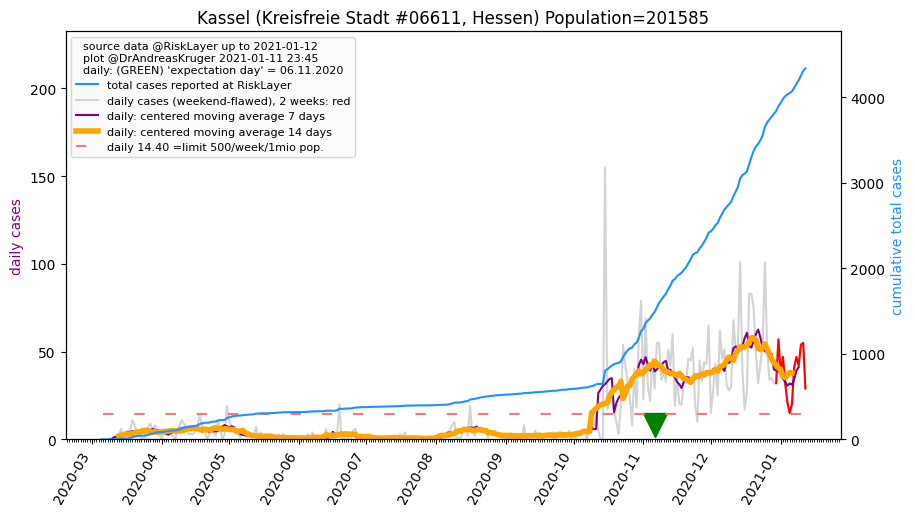 Kassel (Kreisfreie Stadt #06611, Hessen) Population=201585
source data @RiskLayer up to 2021-01-12
plot @DrAndreasKruger 2021-01-11 23:45
daily: (GREEN) 'expectation day' = 06.11.2020
total cases reported at RiskLayer
daily cases (weekend-flawed), 2 weeks: red
daily: centered moving average 7 days
daily: centered moving average 14 days
daily 14.40 =limit 500/week/1mio pop.
daily cases
200
150
100
50
0
cumulative total cases
4000
3000
2000
1000
0
2020-03
2020-04
2020-05
2020-06
2020-07
2020-08
2020-09
2020-10
2020-11
2020-12
2021-01